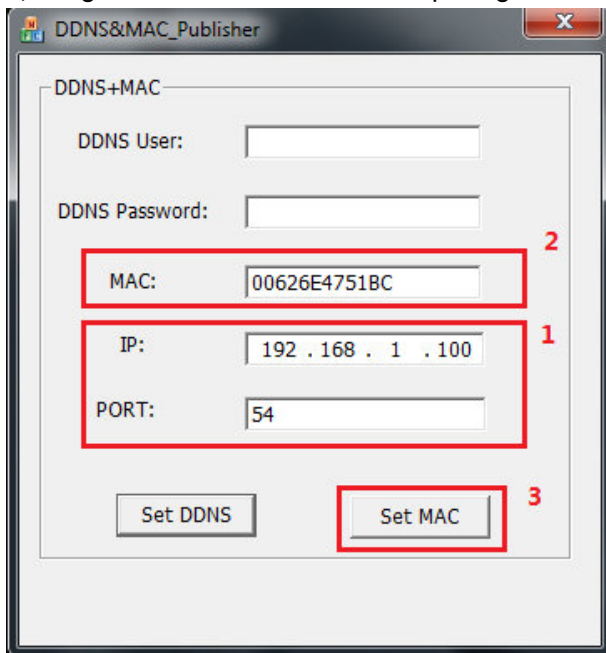 DDNS&MAC_Publisher
DDNS+MAC
DDNS User:
DDNS Password:
2
MAC: 00626E4751BC
1
IP: 192 . 168 . 1 . 100
PORT: 54
3
Set DDNS Set MAC